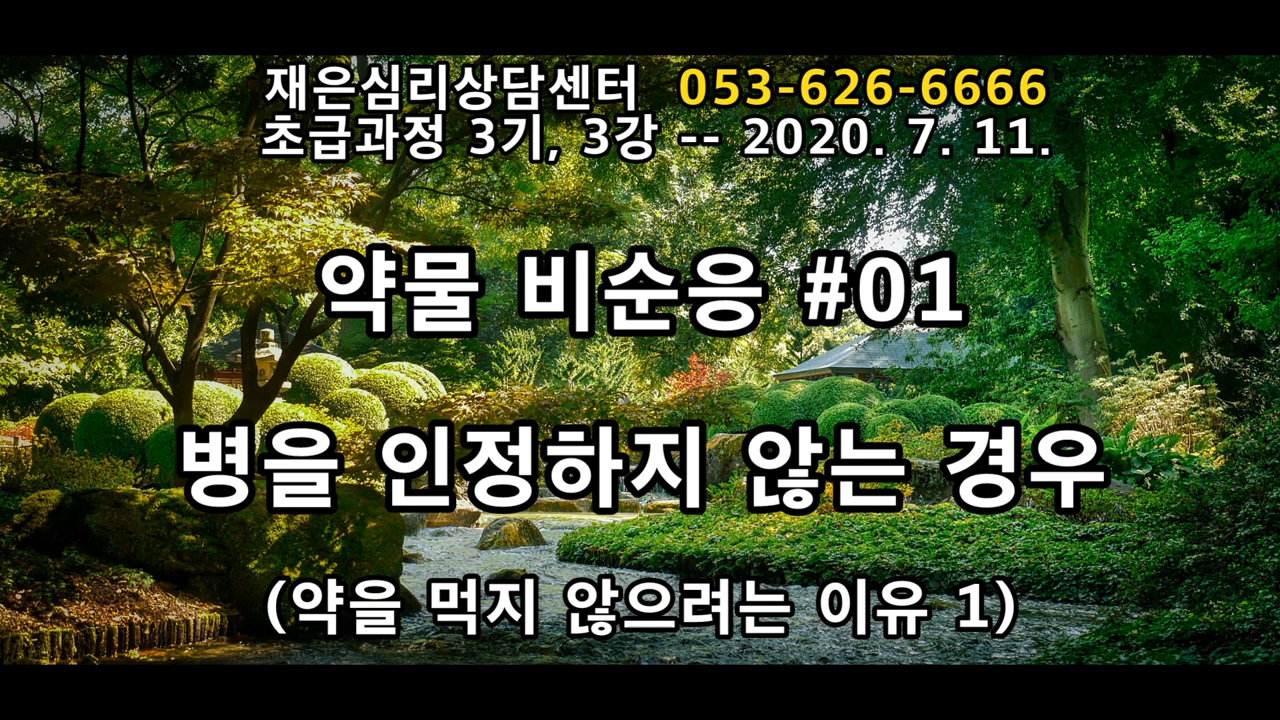 재은심리상담센터 053-626-6666
초급과정 3기, 3강 -- 2020. 7. 11.
약물 비순응 #01
병을 인정하지 않는 경우
(약을 먹지 않으려는 이유 1)